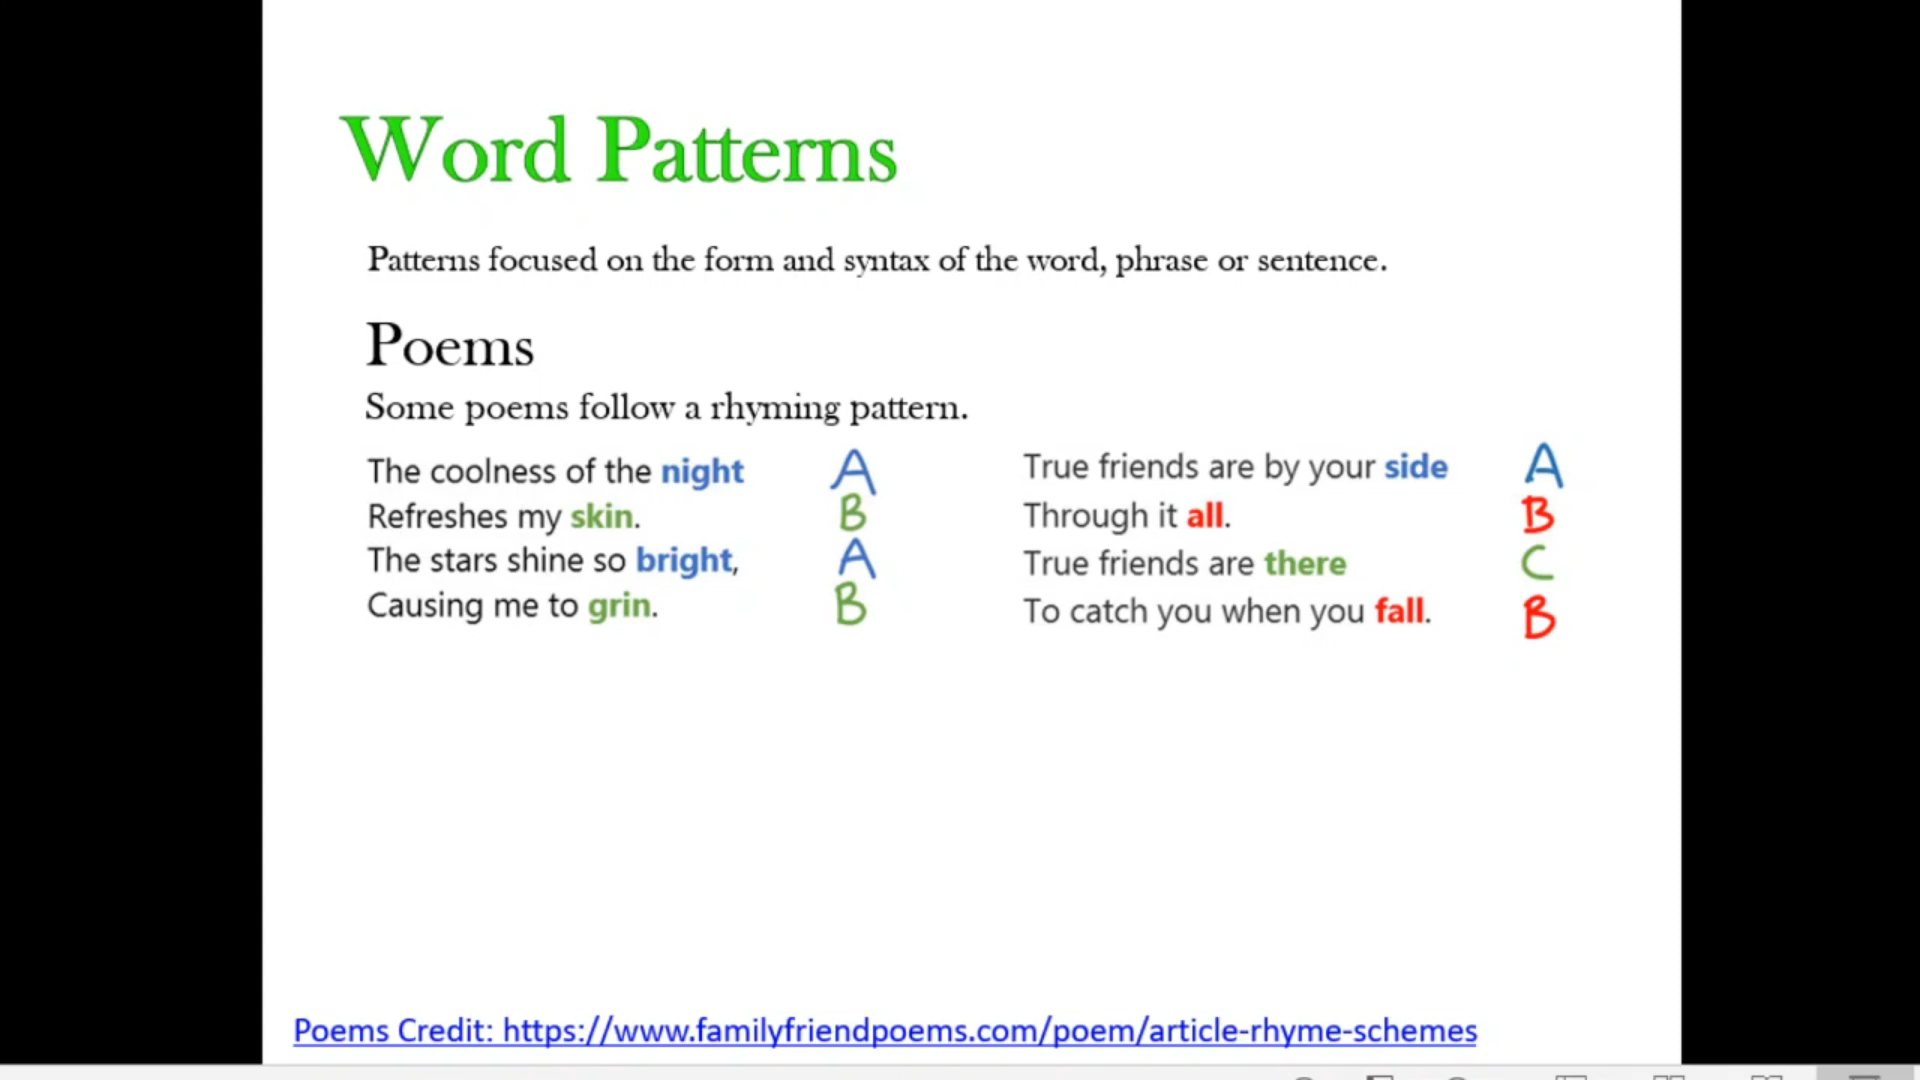 Word Patterns
Patterns focused on the form and syntax of the word, phrase or sentence.
Poems
Some poems follow a rhyming pattern.
The coolness of the night A
Refreshes my skin. B
The stars shine so bright, A
Causing me to grin. B
True friends are by your side A
Through it all. B
True friends are there C
To catch you when you fall. B
Poems Credit: https://www.familyfriendpoems.com/poem/article-rhyme-schemes